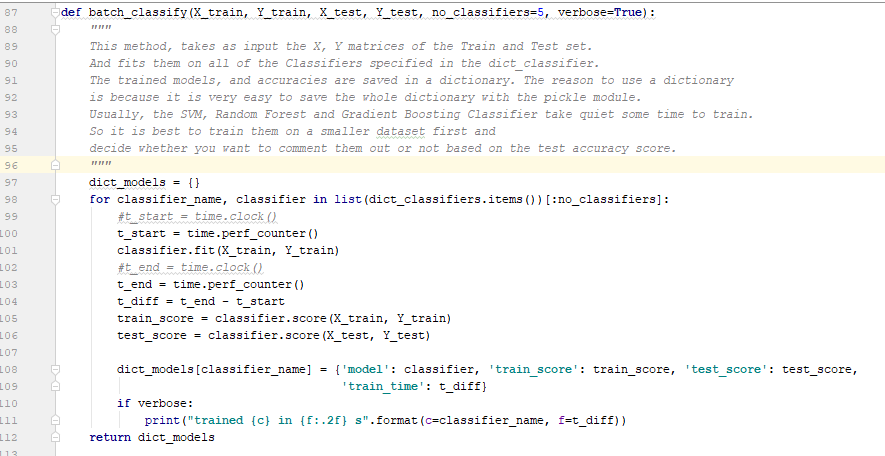 87 def batch_classify(X_train, Y_train, X_test, Y_test, no_classifiers=5, verbose=True):
88 """
89 This method, takes as input the X, Y matrices of the Train and Test set.
90 And fits them on all of the Classifiers specified in the dict_classifier.
91 The trained models, and accuracies are saved in a dictionary. The reason to use a dictionary
92 is because it is very easy to save the whole dictionary with the pickle module.
93 Usually, the SVM, Random Forest and Gradient Boosting Classifier take quiet some time to train.
94 So it is best to train them on a smaller dataset first and
95 decide whether you want to comment them out or not based on the test accuracy score.
96 """
97 dict_models = {}
98 for classifier_name, classifier in list(dict_classifiers.items())[:no_classifiers]:
99 #t_start = time.clock()
100 t_start = time.perf_counter()
101 classifier.fit(X_train, Y_train)
102 #t_end = time.clock()
103 t_end = time.perf_counter()
104 t_diff = t_end - t_start
105 train_score = classifier.score(X_train, Y_train)
106 test_score = classifier.score(X_test, Y_test)
107
108 dict_models[classifier_name] = {'model': classifier, 'train_score': train_score, 'test_score': test_score,
109 'train_time': t_diff}
110 if verbose:
111 print("trained {c} in {f:.2f} s".format(c=classifier_name, f=t_diff))
112 return dict_models
113